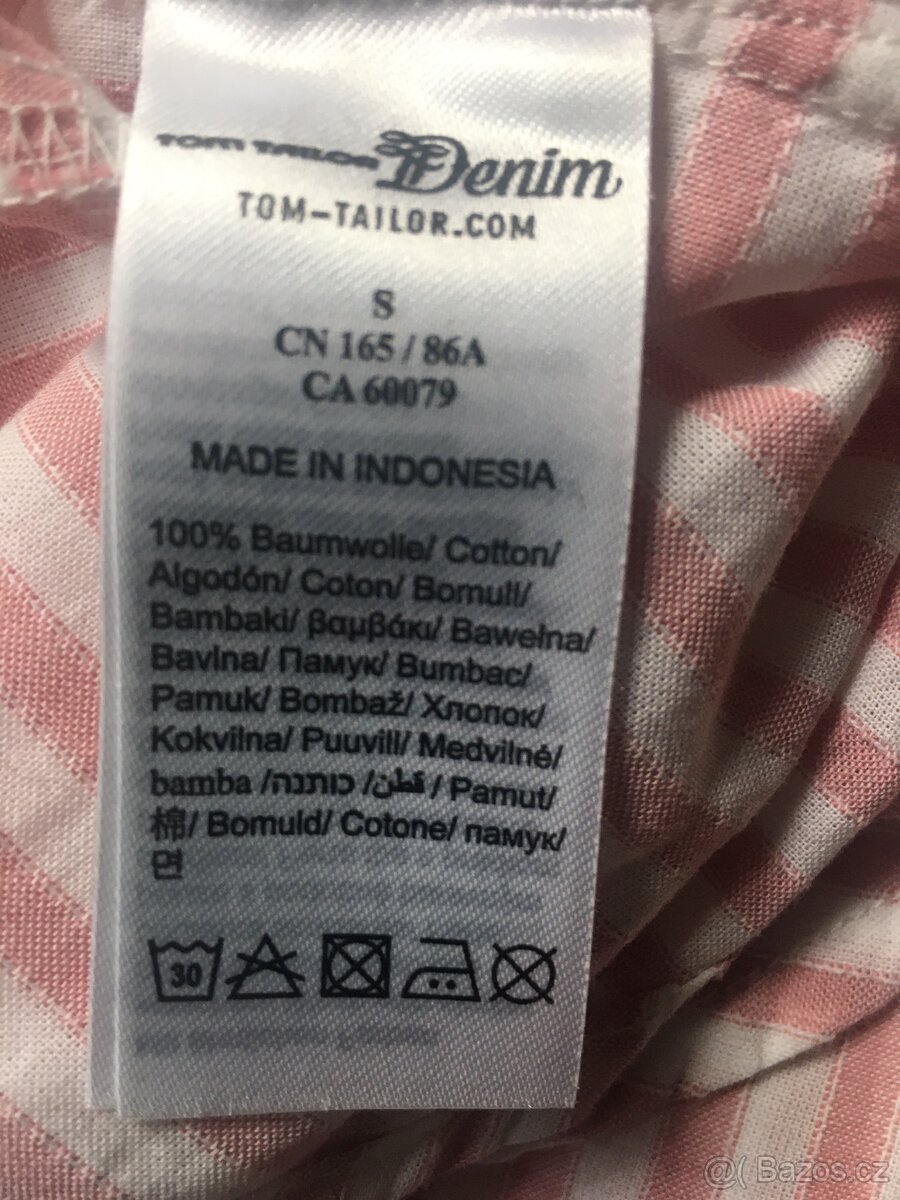 TOM TAILOR Denim
TOM-TAILOR.COM
S
CN 165 / 86A
CA 60079
MADE IN INDONESIA
100% Baumwolle/ Cotton/
Algodón/ Coton/ Bomull/
Bambaki/ βαμβάκι/ Bawełna/
Bavlna/ Памук/ Bumbac/
Pamuk/ Bombaž/ Хлопок/
Kokvilna/ Puuvill/ Medvilnė/
bamba /כותנה /قطن / Pamut/
棉/ Bomuld/ Cotone/ памук/
면
30
@( Bazos.cz